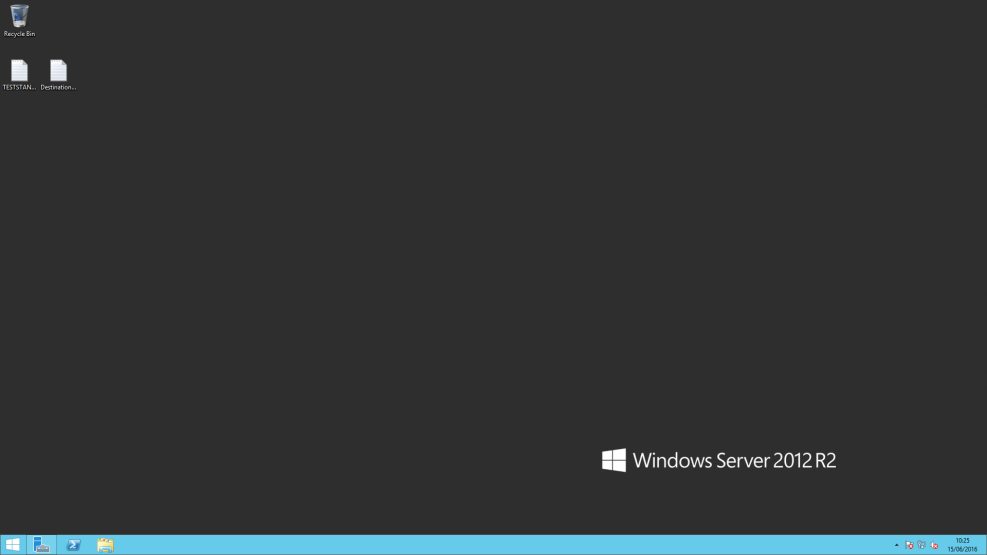 Recycle Bin
TESTSTAN...
Destination...
Windows Server 2012 R2
10:25
15/06/2016